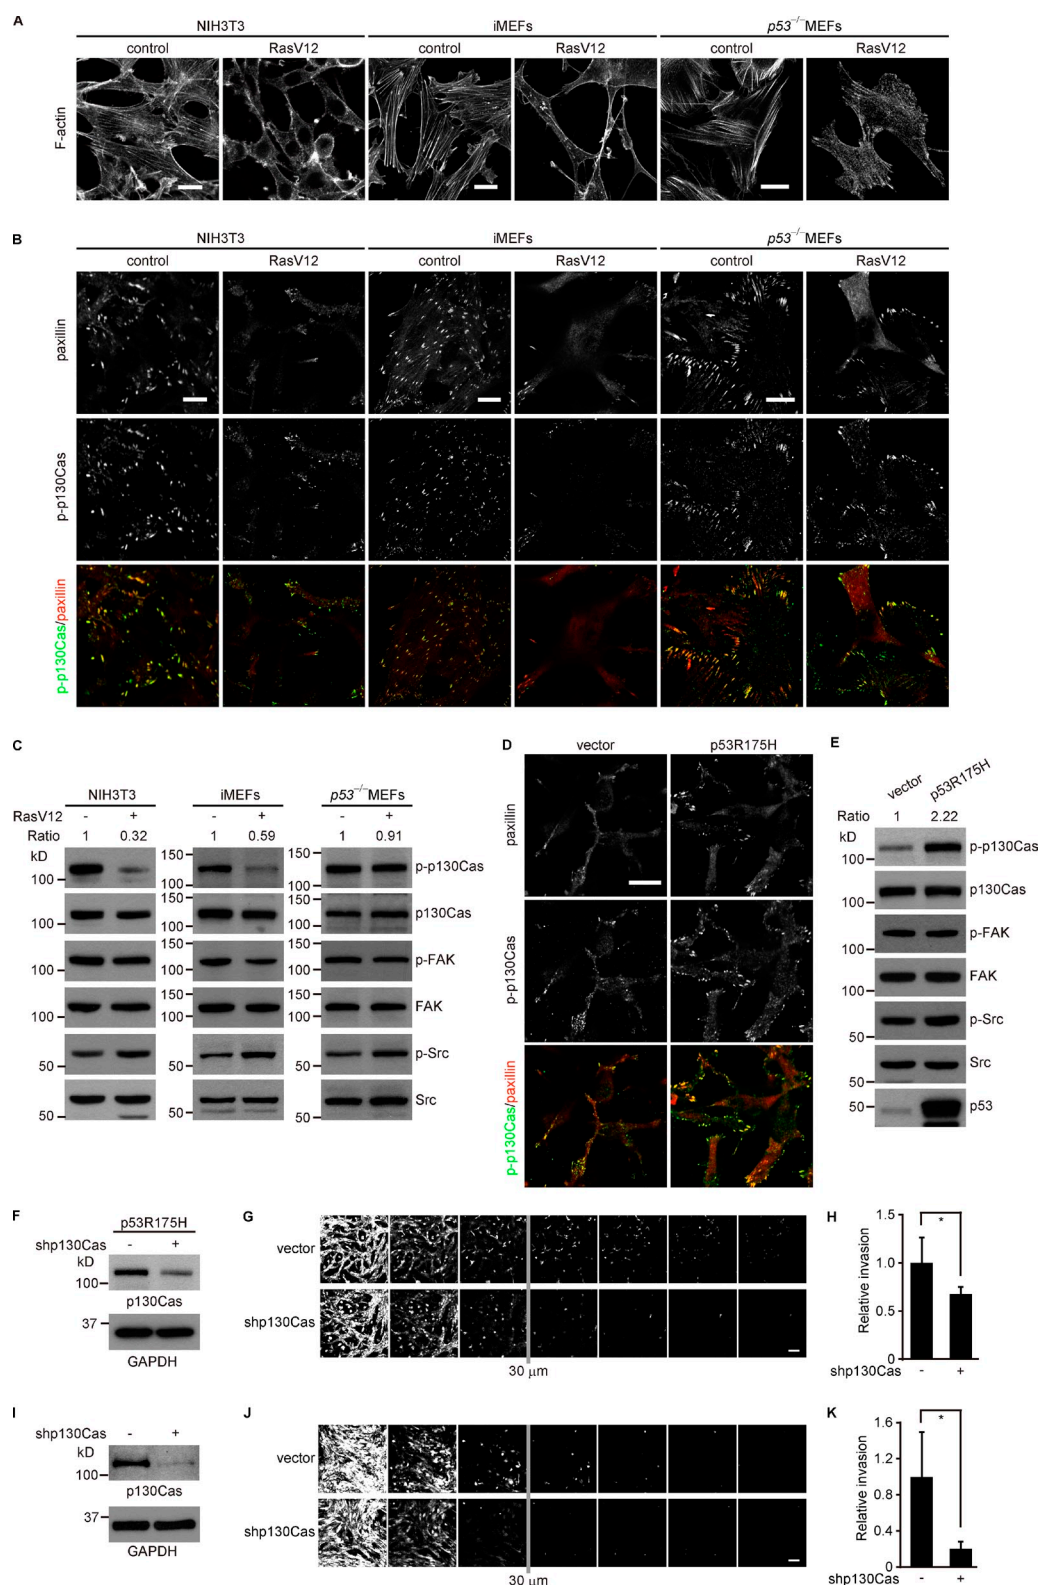 A
NIH3T3 iMEFs p53–/–MEFs
control RasV12 control RasV12 control RasV12
F-actin
B
NIH3T3 iMEFs p53–/–MEFs
control RasV12 control RasV12 control RasV12
paxillin
p-p130Cas
p-p130Cas/paxillin
C
NIH3T3 iMEFs p53–/–MEFs
RasV12 - + - + - +
Ratio 1 0.32 1 0.59 1 0.91
kD
100 150 100 150 100 p-p130Cas
100 150 100 150 100 p130Cas
100 150 100 150 100 p-FAK
100 150 100 150 100 FAK
50 50 50 p-Src
50 50 50 Src
D
vector p53R175H
paxillin
p-p130Cas
p-p130Cas/paxillin
E
vector p53R175H
Ratio 1 2.22
kD
100 p-p130Cas
100 p130Cas
100 p-FAK
100 FAK
50 p-Src
50 Src
50 p53
F
p53R175H
shp130Cas - +
kD
100
p130Cas
37
GAPDH
G
vector
shp130Cas
30 μm
H
Relative invasion
1.5
1.0
0.5
0
*
shp130Cas - +
I
shp130Cas - +
kD
100
p130Cas
37
GAPDH
J
vector
shp130Cas
30 μm
K
Relative invasion
1.6
1.2
0.8
0.4
0
*
shp130Cas - +